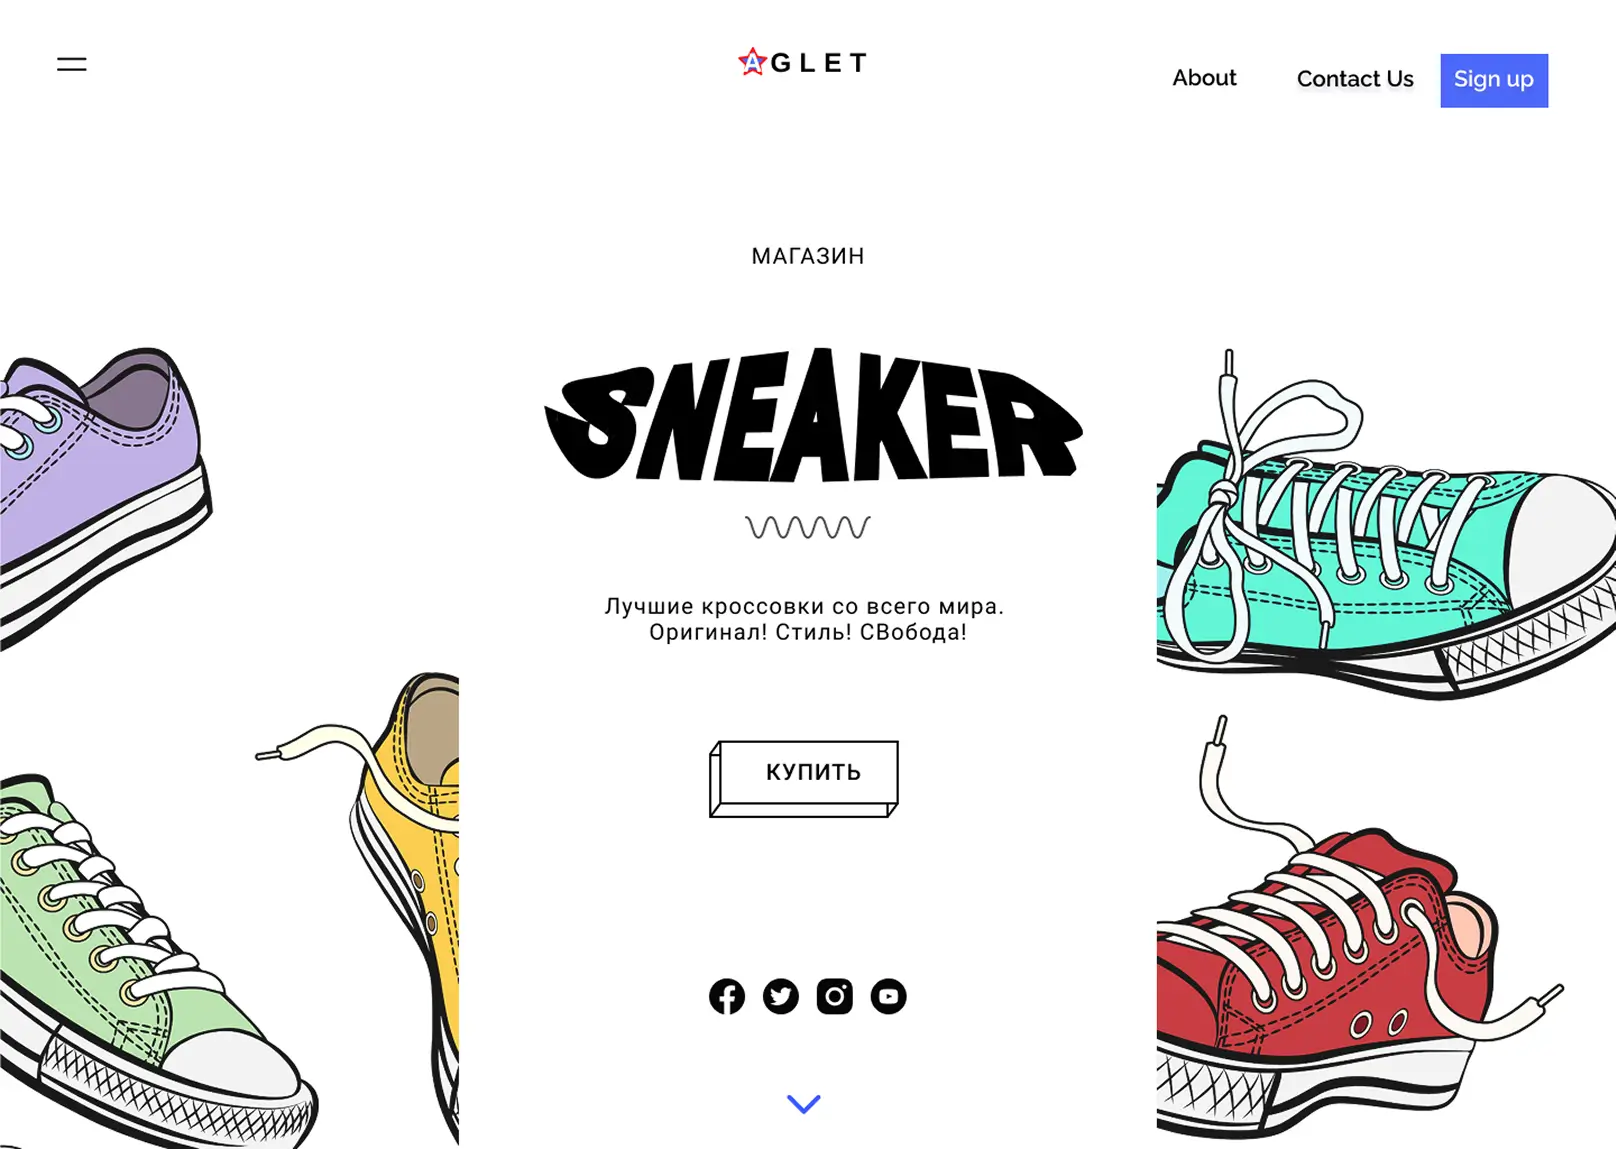 AGLET
About
Contact Us
Sign up
МАГАЗИН
SNEAKER
Лучшие кроссовки со всего мира.
Оригинал! Стиль! СВобода!
КУПИТЬ